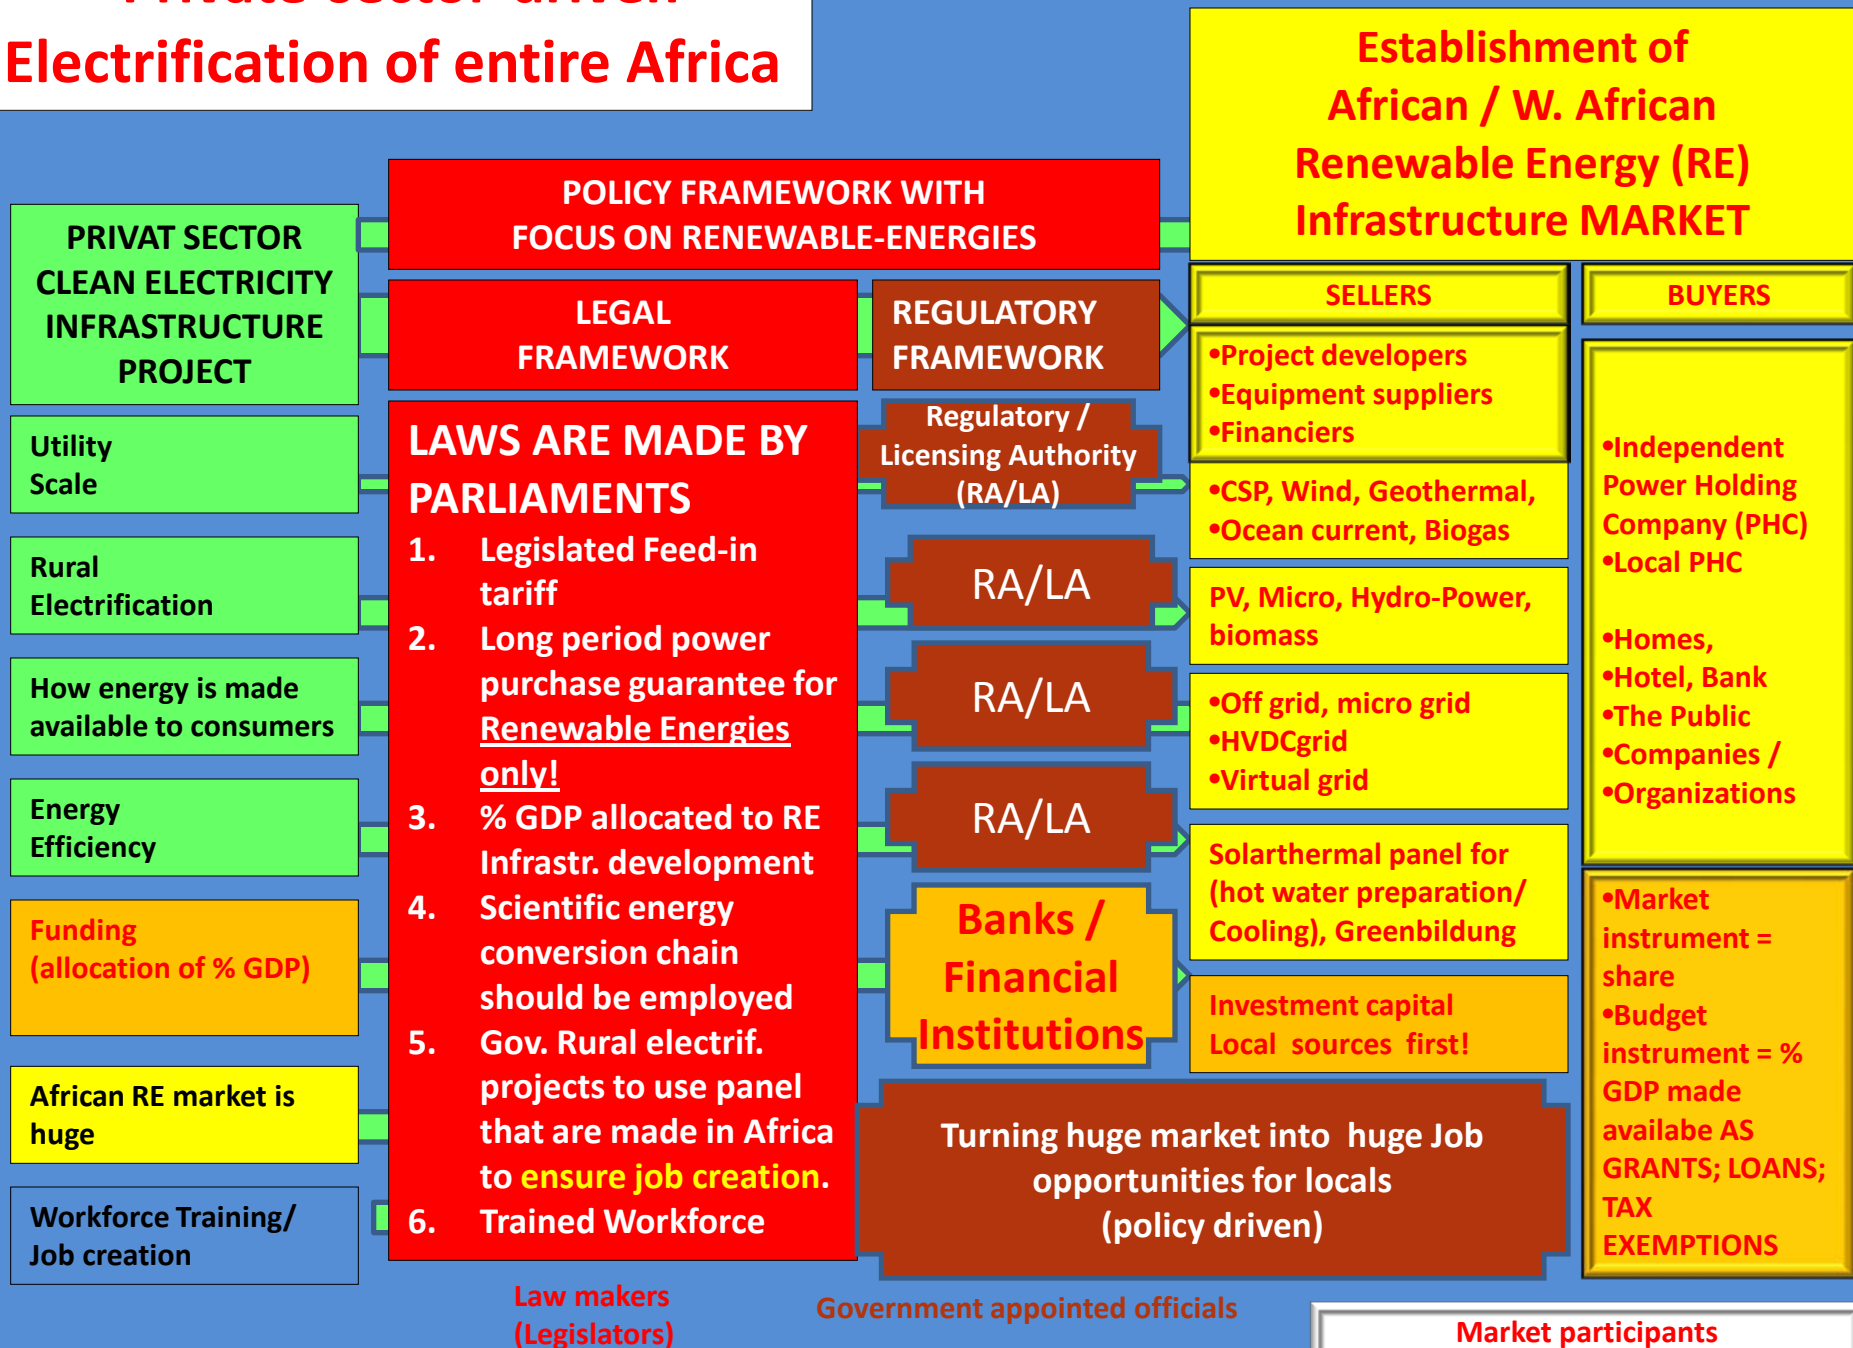 Private sector driven
Electrification of entire Africa
Establishment of
African / W. African
Renewable Energy (RE)
Infrastructure MARKET
POLICY FRAMEWORK WITH
FOCUS ON RENEWABLE-ENERGIES
PRIVAT SECTOR
CLEAN ELECTRICITY
INFRASTRUCTURE
PROJECT
LEGAL
FRAMEWORK
REGULATORY
FRAMEWORK
SELLERS
BUYERS
•Project developers
•Equipment suppliers
•Financiers
Utility
Scale
Rural
Electrification
How energy is made
available to consumers
Energy
Efficiency
Funding
(allocation of % GDP)
African RE market is
huge
Workforce Training/
Job creation
LAWS ARE MADE BY
PARLIAMENTS
1. Legislated Feed-in
tariff
2. Long period power
purchase guarantee for
Renewable Energies
only!
3. % GDP allocated to RE
Infrastr. development
4. Scientific energy
conversion chain
should be employed
5. Gov. Rural electrif.
projects to use panel
that are made in Africa
to ensure job creation.
6. Trained Workforce
Regulatory /
Licensing Authority
(RA/LA)
RA/LA
RA/LA
RA/LA
Banks /
Financial
Institutions
Turning huge market into huge Job
opportunities for locals
(policy driven)
•CSP, Wind, Geothermal,
•Ocean current, Biogas
PV, Micro, Hydro-Power,
biomass
•Off grid, micro grid
•HVDCgrid
•Virtual grid
Solarthermal panel for
(hot water preparation/
Cooling), Greenbildung
Investment capital
Local sources first!
•Independent
Power Holding
Company (PHC)
•Local PHC
•Homes,
•Hotel, Bank
•The Public
•Companies /
•Organizations
•Market
instrument =
share
•Budget
instrument = %
GDP made
availabe AS
GRANTS; LOANS;
TAX
EXEMPTIONS
Law makers
(Legislators)
Government appointed officials
Market participants